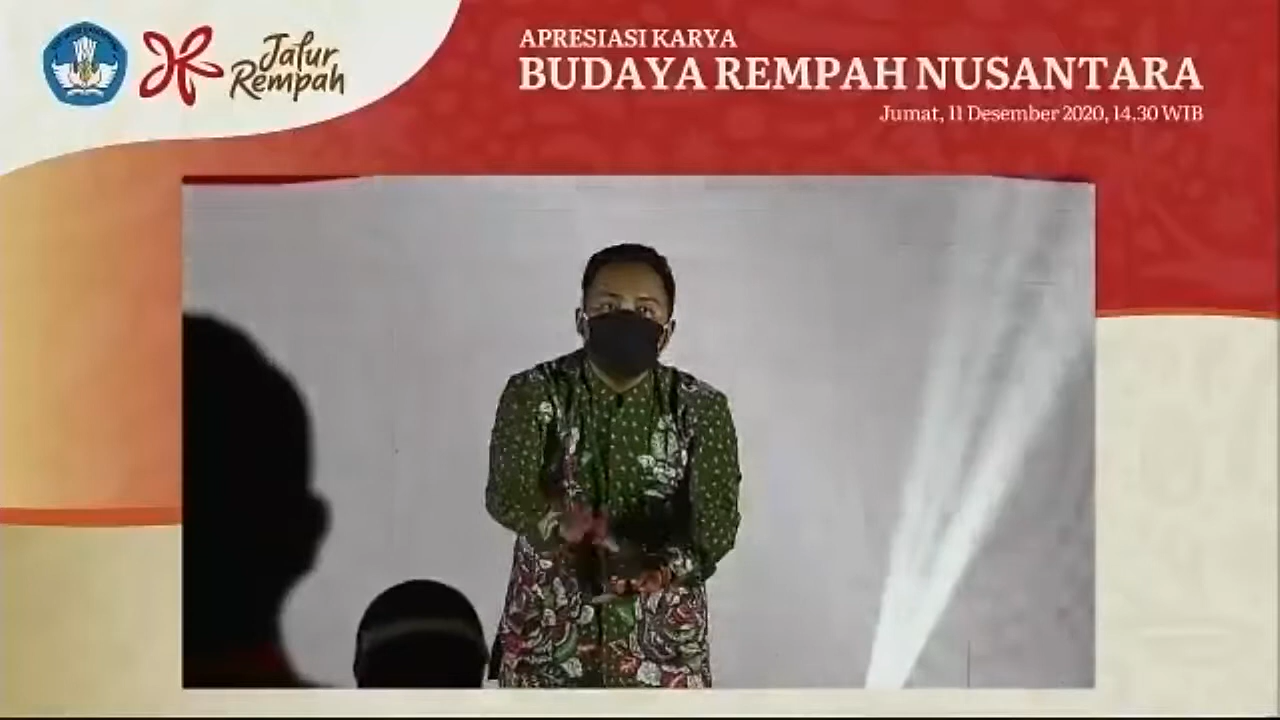 Jalur
Rempah
APRESIASI KARYA
BUDAYA REMPAH NUSANTARA
Jumat, 11 Desember 2020, 14.30 WIB